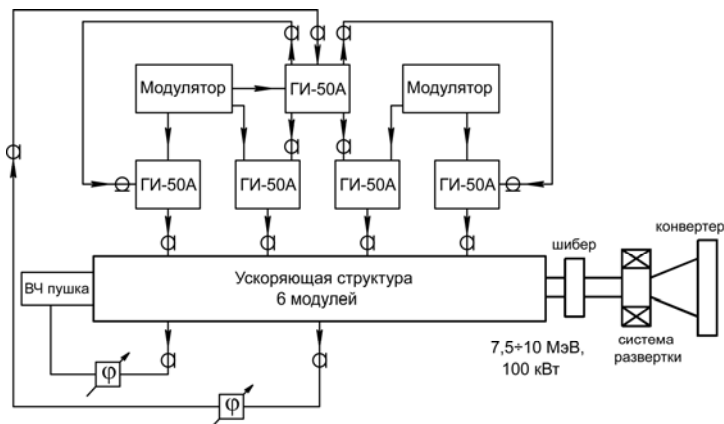 Модулятор
ГИ-50А
Модулятор
ГИ-50А
ГИ-50А
ГИ-50А
ГИ-50А
ВЧ пушка
Ускоряющая структура
6 модулей
шибер
конвертер
7,5÷10 МэВ,
100 кВт
система
развертки
φ
φ